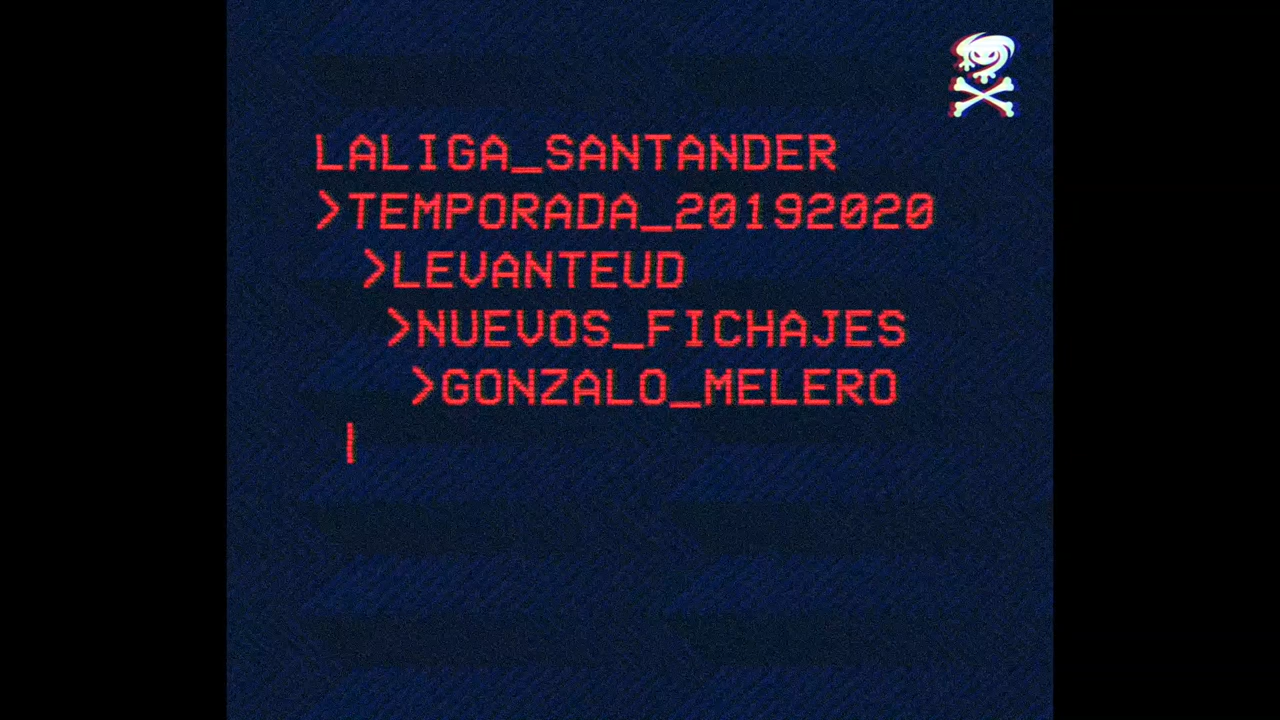 LALIGA_SANTANDER
>TEMPORADA_20192020
>LEVANTEUD
>NUEVOS_FICHAJES
>GONZALO_MELERO